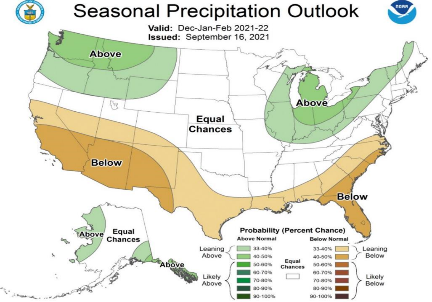 Seasonal Precipitation Outlook
Valid: Dec-Jan-Feb 2021-22
Issued: September 16, 2021
NOAA
Above
Above
Equal
Chances
Below
Below
Above
Equal
Chances
Above
Probability (Percent Chance)
Above Normal
Below Normal
Leaning
Above
33-40%
40-50%
Likely
Above
50-60%
60-70%
70-80%
80-90%
90-100%
Equal
Chances
33-40%
40-50%
Leaning
Below
50-60%
60-70%
70-80%
80-90%
90-100%
Likely
Below